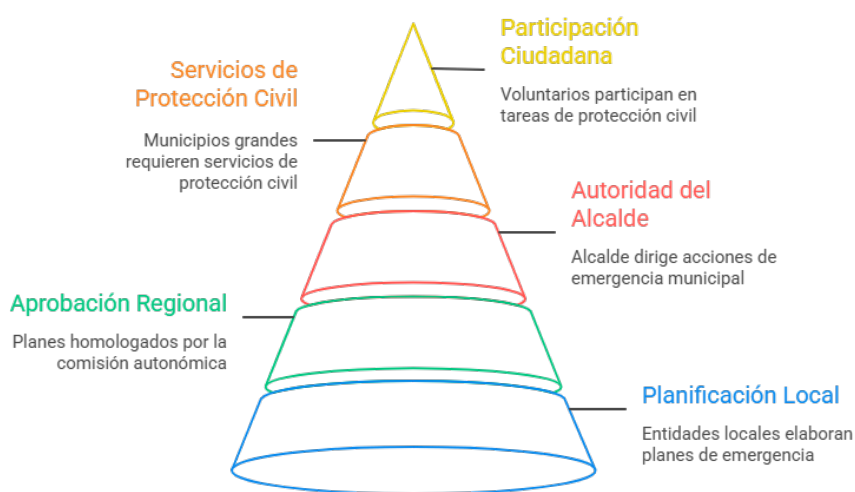 Participación
Ciudadana
Voluntarios participan en
tareas de protección civil
Servicios de
Protección Civil
Municipios grandes
requieren servicios de
protección civil
Autoridad del
Alcalde
Alcalde dirige acciones de
emergencia municipal
Aprobación Regional
Planes homologados por la
comisión autonómica
Planificación Local
Entidades locales elaboran
planes de emergencia